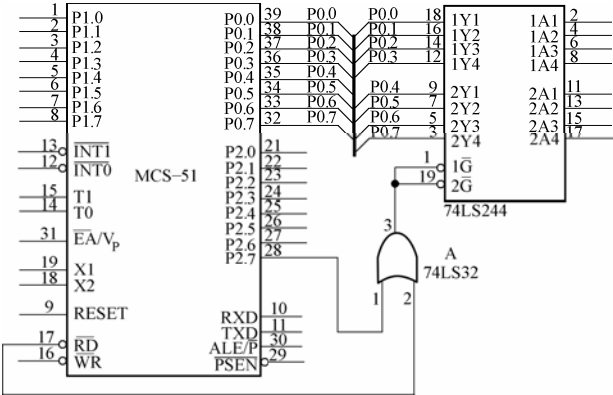 1 P1.0 P0.0 39 P0.0 P0.0 18 1Y1 1A1 2
2 P1.1 P0.1 38 P0.1 P0.1 16 1Y2 1A2 4
3 P1.2 P0.2 37 P0.2 P0.2 14 1Y3 1A3 6
4 P1.3 P0.3 36 P0.3 P0.3 12 1Y4 1A4 8
5 P1.4 P0.4 35 P0.4
6 P1.5 P0.5 34 P0.5 P0.4 9 2Y1 2A1 11
7 P1.6 P0.6 33 P0.6 P0.5 7 2Y2 2A2 13
8 P1.7 P0.7 32 P0.7 P0.6 5 2Y3 2A3 15
P0.7 3 2Y4 2A4 17
13 I̅N̅T̅1̅ P2.0 21
12 I̅N̅T̅0̅ P2.1 22 1 1G̅
MCS-51 P2.2 23 19 2G̅
15 T1 P2.3 24
14 T0 P2.4 25 74LS244
P2.5 26
31 E̅A̅/VP P2.6 27 3 A
P2.7 28 74LS32
19 X1
18 X2 1 2
9 RESET RXD 10
TXD 11
17 R̅D̅ ALE/P̅ 30
16 W̅R̅ P̅S̅E̅N̅ 29